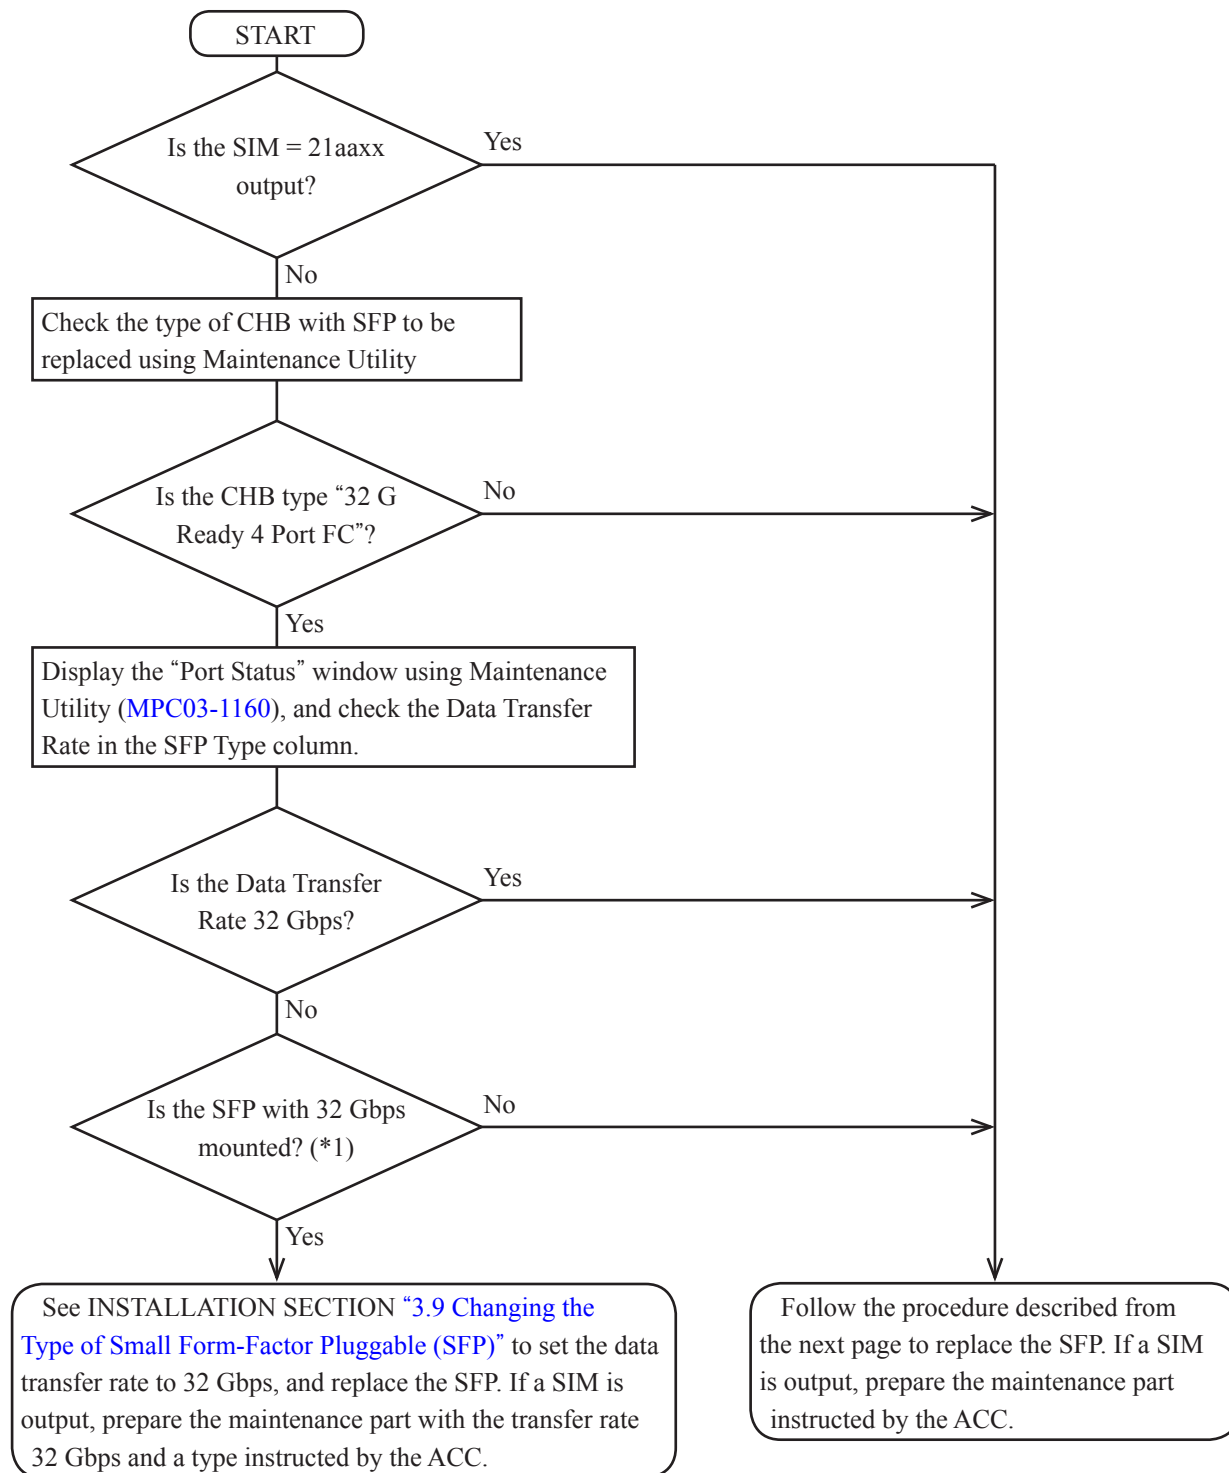 START
Is the SIM = 21aaxx
output?
Yes
No
Check the type of CHB with SFP to be
replaced using Maintenance Utility
Is the CHB type “32 G
Ready 4 Port FC”?
No
Yes
Display the “Port Status” window using Maintenance
Utility (MPC03-1160), and check the Data Transfer
Rate in the SFP Type column.
Is the Data Transfer
Rate 32 Gbps?
Yes
No
Is the SFP with 32 Gbps
mounted? (*1)
No
Yes
See INSTALLATION SECTION “3.9 Changing the
Type of Small Form-Factor Pluggable (SFP)” to set the data
transfer rate to 32 Gbps, and replace the SFP. If a SIM is
output, prepare the maintenance part with the transfer rate
32 Gbps and a type instructed by the ACC.
Follow the procedure described from
the next page to replace the SFP. If a SIM
is output, prepare the maintenance part
instructed by the ACC.